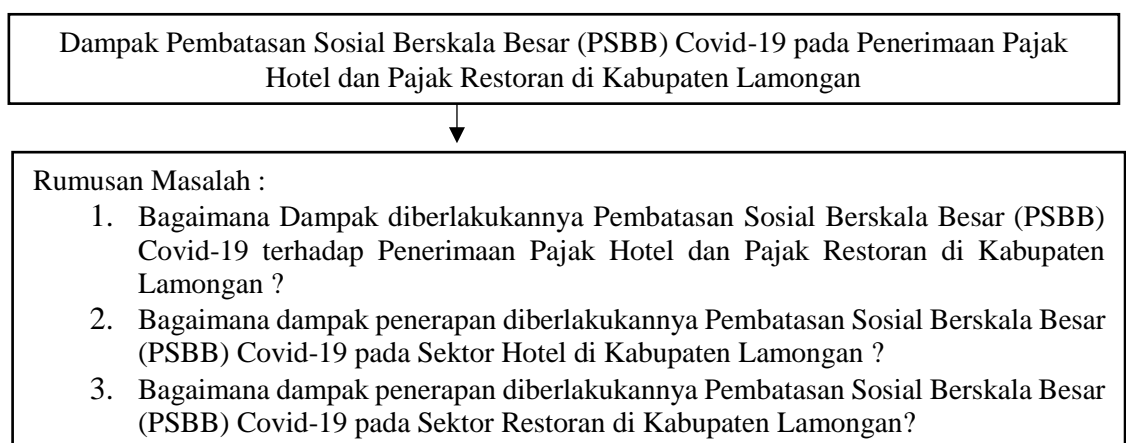 Dampak Pembatasan Sosial Berskala Besar (PSBB) Covid-19 pada Penerimaan Pajak
Hotel dan Pajak Restoran di Kabupaten Lamongan
Rumusan Masalah :
1. Bagaimana Dampak diberlakukannya Pembatasan Sosial Berskala Besar (PSBB)
Covid-19 terhadap Penerimaan Pajak Hotel dan Pajak Restoran di Kabupaten
Lamongan ?
2. Bagaimana dampak penerapan diberlakukannya Pembatasan Sosial Berskala Besar
(PSBB) Covid-19 pada Sektor Hotel di Kabupaten Lamongan ?
3. Bagaimana dampak penerapan diberlakukannya Pembatasan Sosial Berskala Besar
(PSBB) Covid-19 pada Sektor Restoran di Kabupaten Lamongan?